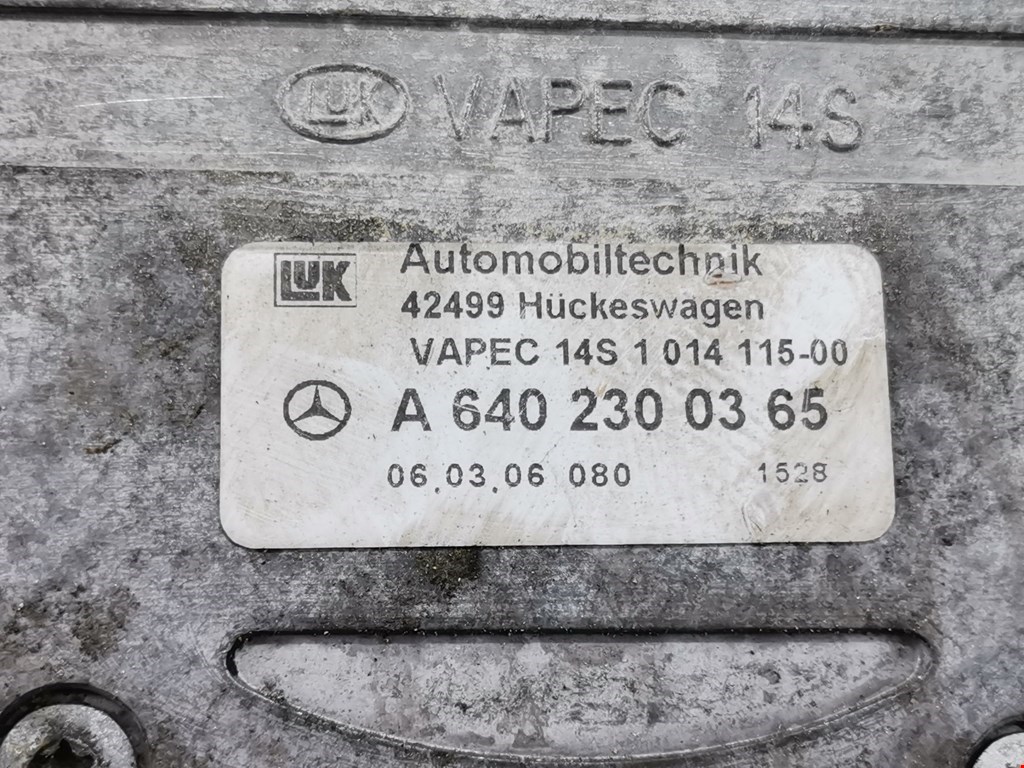 LUK VAPEC 14S
LUK Automobiltechnik
42499 Hückeswagen
VAPEC 14S 1 014 115-00
A 640 230 03 65
06.03.06 080 1528